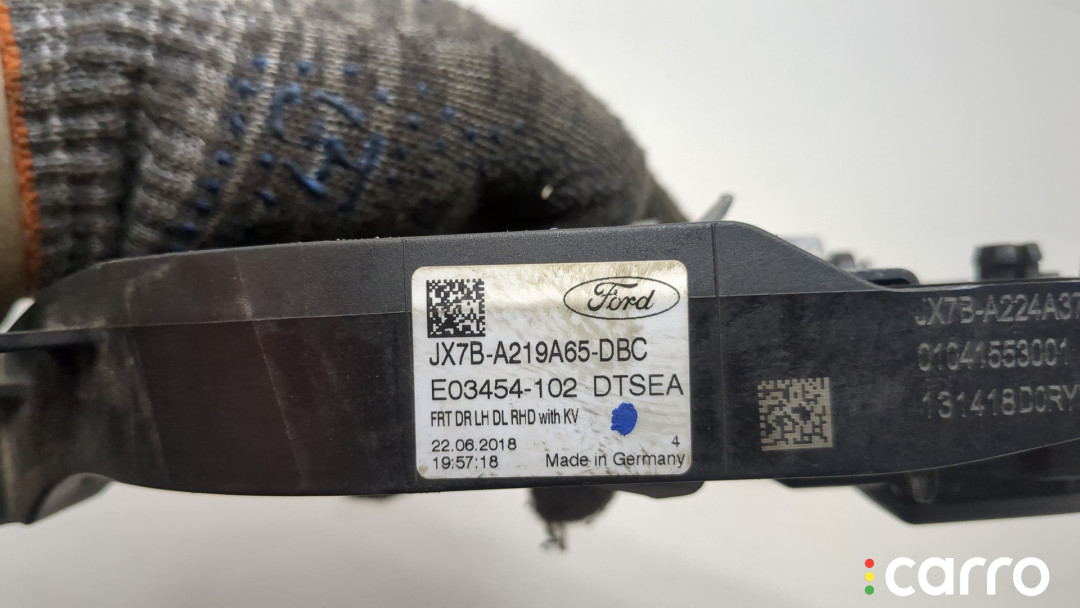 Ford
JX7B-A219A65-DBC
E03454-102 DTSEA
FRT DR LH DL RHD with KV
22.06.2018
4
19:57:18
Made in Germany
JX7B-A224A37
01041553001
131418D0RY
carro